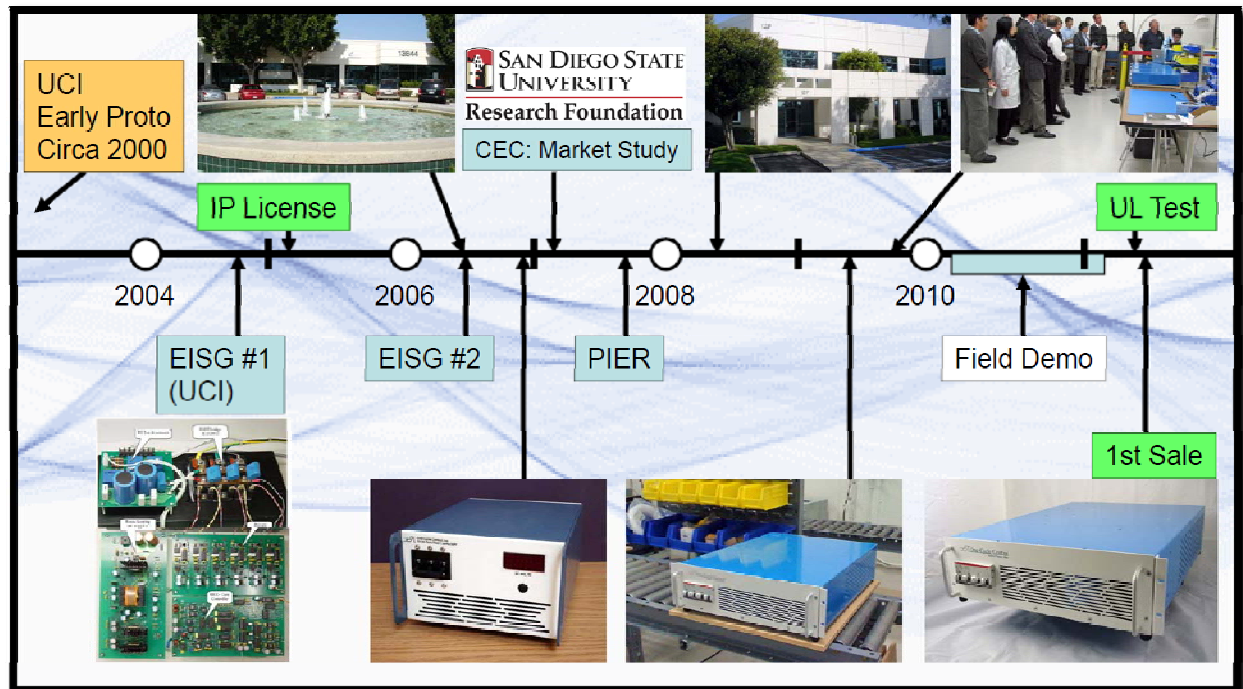 13844
SAN DIEGO STATE
UNIVERSITY
Research Foundation
CEC: Market Study
UCI
Early Proto
Circa 2000
IP License
UL Test
2004
2006
2008
2010
EISG #1
(UCI)
EISG #2
PIER
Field Demo
1st Sale